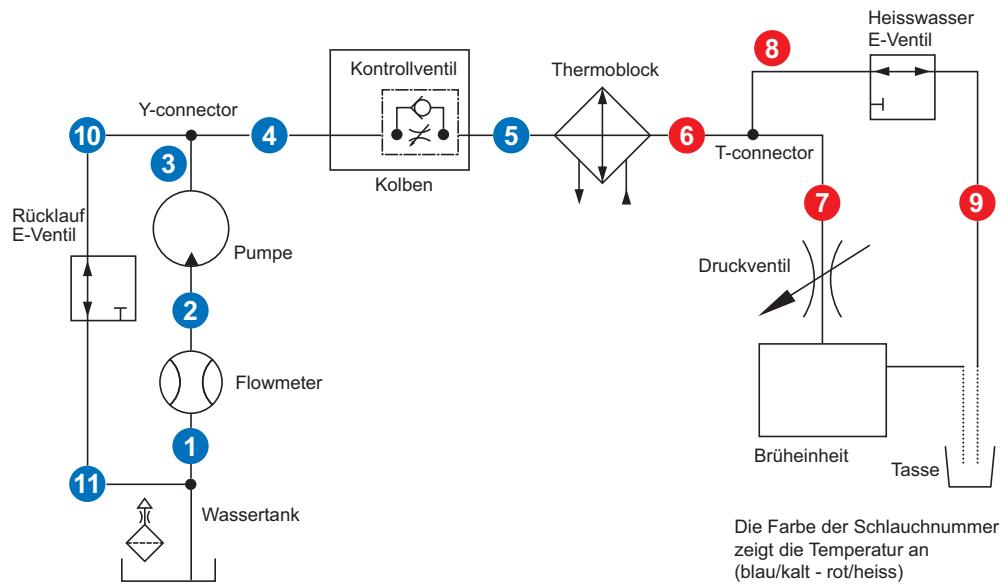 Heisswasser
E-Ventil
8
Kontrollventil
Thermoblock
Y-connector
10
4
5
6
T-connector
3
Kolben
7
9
Rücklauf
E-Ventil
Pumpe
Druckventil
2
Flowmeter
1
Brüheinheit
Tasse
11
Wassertank
Die Farbe der Schlauchnummer
zeigt die Temperatur an
(blau/kalt - rot/heiss)